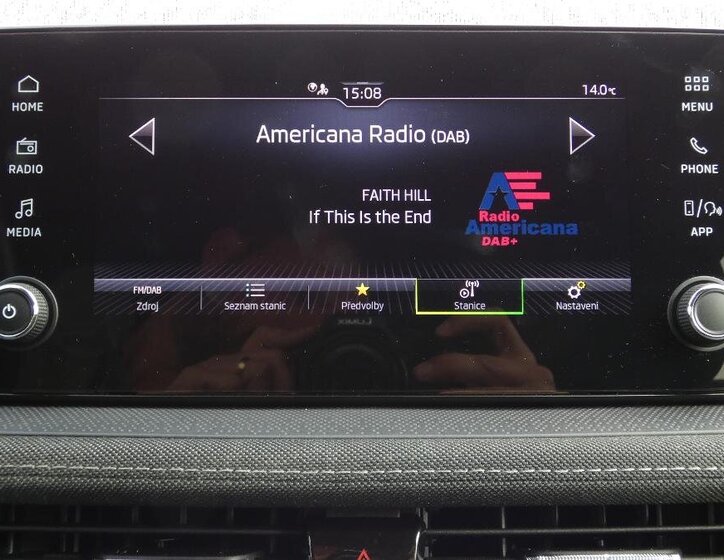 15:08
14.0°C
HOME
RADIO
MEDIA
MENU
PHONE
APP
Americana Radio (DAB)
FAITH HILL
If This Is the End
Radio
Americana
DAB+
FM/DAB
Zdroj
Seznam stanic
Předvolby
Stanice
Nastavení